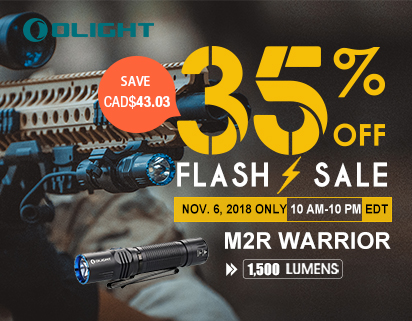 OLIGHT
SAVE
CAD$43.03
35%
OFF
FLASH SALE
NOV. 6, 2018 ONLY 10 AM-10 PM EDT
M2R WARRIOR
1,500 LUMENS
OLIGHT